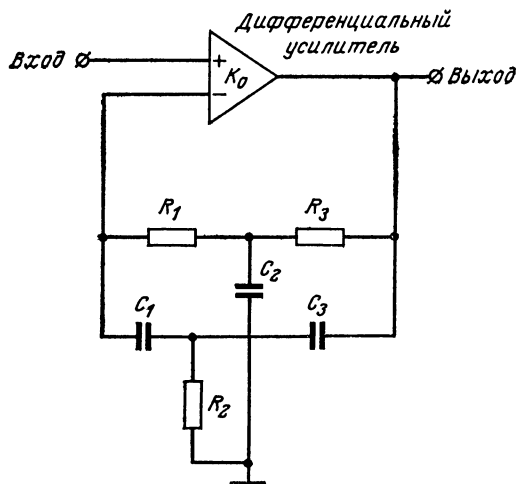 Дифференциальный
усилитель
Вход
+
K₀
−
Выход
R₁
R₃
C₂
C₁
C₃
R₂